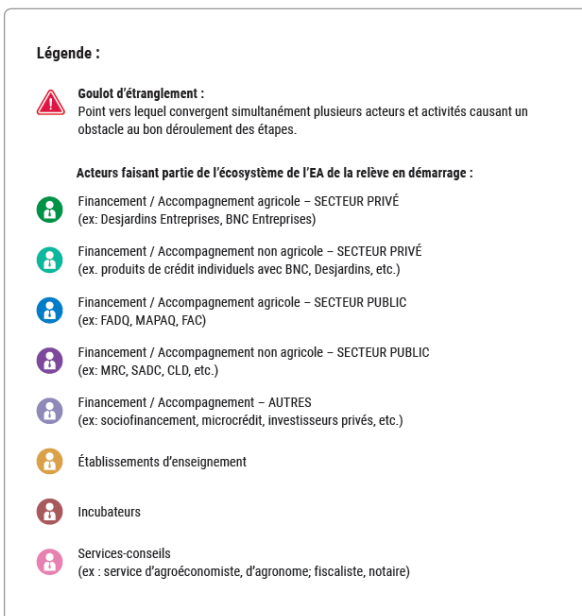 Légende :
Goulot d'étranglement :
Point vers lequel convergent simultanément plusieurs acteurs et activités causant un
obstacle au bon déroulement des étapes.
Acteurs faisant partie de l'écosystème de l'EA de la relève en démarrage :
Financement / Accompagnement agricole – SECTEUR PRIVÉ
(ex: Desjardins Entreprises, BNC Entreprises)
Financement / Accompagnement non agricole – SECTEUR PRIVÉ
(ex. produits de crédit individuels avec BNC, Desjardins, etc.)
Financement / Accompagnement agricole – SECTEUR PUBLIC
(ex: FADQ, MAPAQ, FAC)
Financement / Accompagnement non agricole – SECTEUR PUBLIC
(ex: MRC, SADC, CLD, etc.)
Financement / Accompagnement – AUTRES
(ex: sociofinancement, microcrédit, investisseurs privés, etc.)
Établissements d'enseignement
Incubateurs
Services-conseils
(ex : service d'agroéconomiste, d'agronome; fiscaliste, notaire)